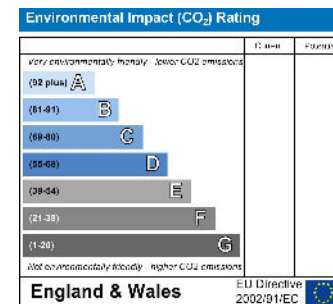 Environmental Impact (CO₂) Rating
Current Potential
Very environmentally friendly - lower CO2 emissions
(92 plus) A
(81-91) B
(69-80) C
(55-68) D
(39-54) E
(21-38) F
(1-20) G
Not environmentally friendly - higher CO2 emissions
England & Wales
EU Directive
2002/91/EC